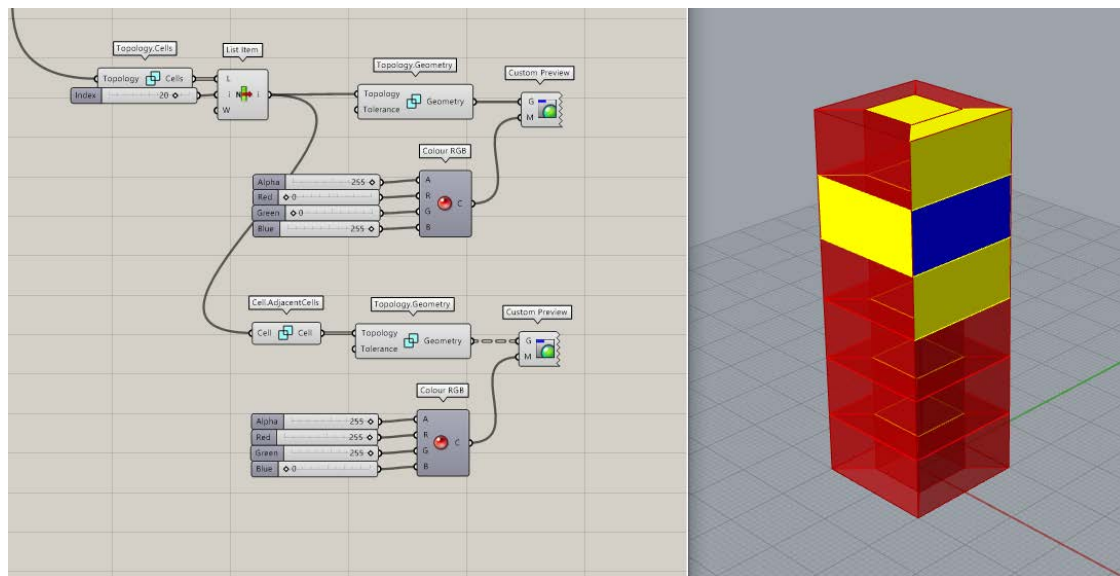 Topology.Cells
List Item
Topology Cells
L
Index 20
i N i
W
Topology.Geometry
Custom Preview
Topology Geometry
Tolerance
G
M
Colour RGB
Alpha 255
A
Red 0
R
C
Green 0
G
Blue 255
B
Cell.AdjacentCells
Topology.Geometry
Custom Preview
Cell Cell
Topology Geometry
Tolerance
G
M
Colour RGB
Alpha 255
A
Red 255
R
C
Green 255
G
Blue 0
B